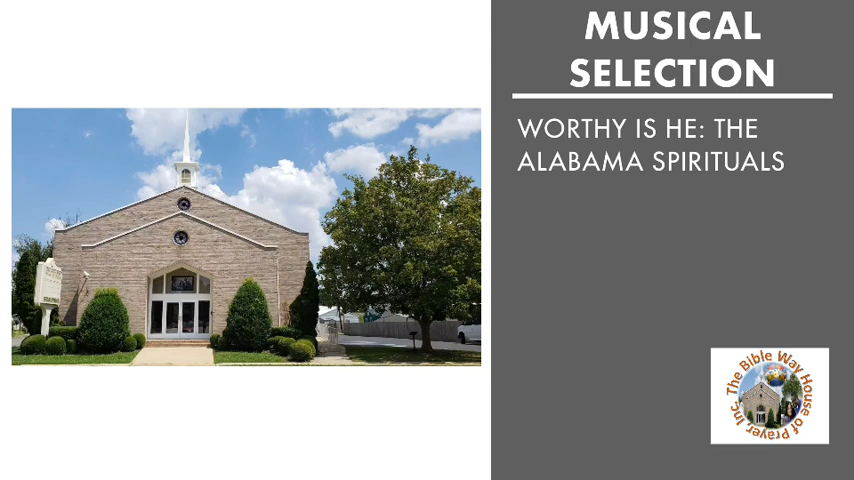 MUSICAL
SELECTION
WORTHY IS HE: THE
ALABAMA SPIRITUALS
The Bible Way House of Prayer, Inc.